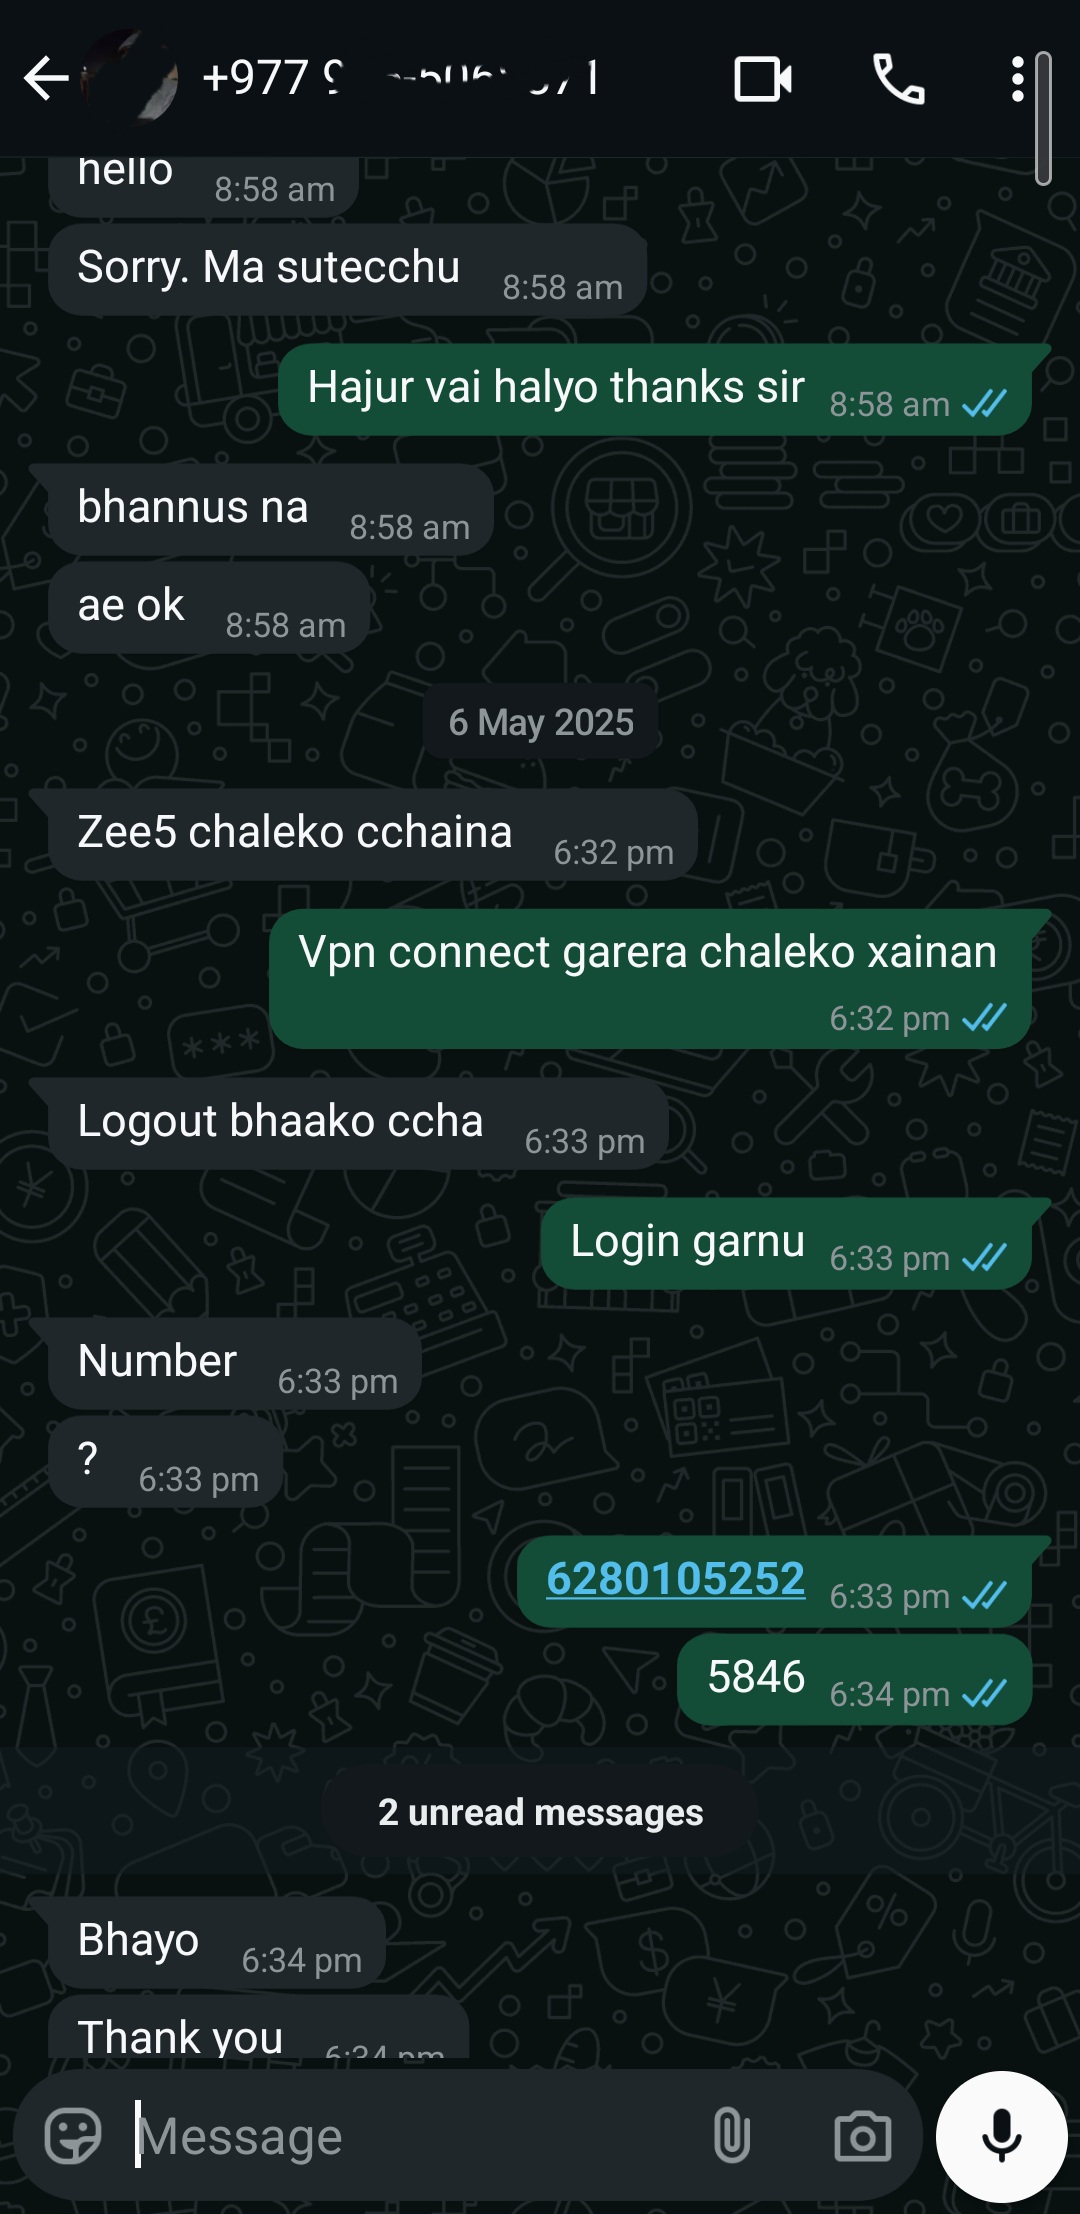 +977 9
hello 8:58 am
Sorry. Ma sutecchu 8:58 am
Hajur vai halyo thanks sir 8:58 am
bhannus na 8:58 am
ae ok 8:58 am
6 May 2025
Zee5 chaleko cchaina 6:32 pm
Vpn connect garera chaleko xainan
6:32 pm
Logout bhaako ccha 6:33 pm
Login garnu 6:33 pm
Number 6:33 pm
? 6:33 pm
6280105252 6:33 pm
5846 6:34 pm
2 unread messages
Bhayo 6:34 pm
Thank you 6:34 pm
Message